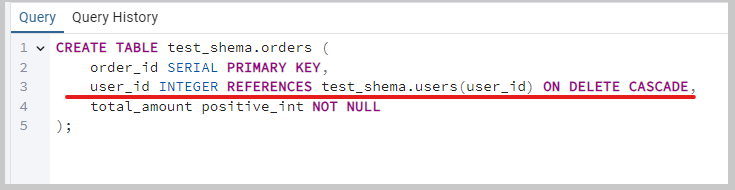 Query Query History
1 CREATE TABLE test_shema.orders (
2 order_id SERIAL PRIMARY KEY,
3 user_id INTEGER REFERENCES test_shema.users(user_id) ON DELETE CASCADE,
4 total_amount positive_int NOT NULL
5 );